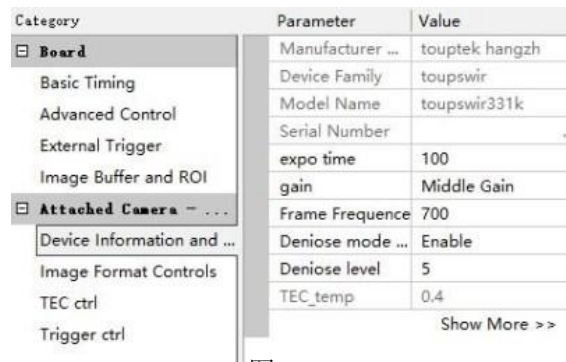 Category
Board
Basic Timing
Advanced Control
External Trigger
Image Buffer and ROI
Attached Camera - ...
Device Information and ...
Image Format Controls
TEC ctrl
Trigger ctrl
Parameter Value
Manufacturer ... touptek hangzh
Device Family toupswir
Model Name toupswir331k
Serial Number
expo time 100
gain Middle Gain
Frame Frequence 700
Deniose mode ... Enable
Deniose level 5
TEC_temp 0.4
Show More >>